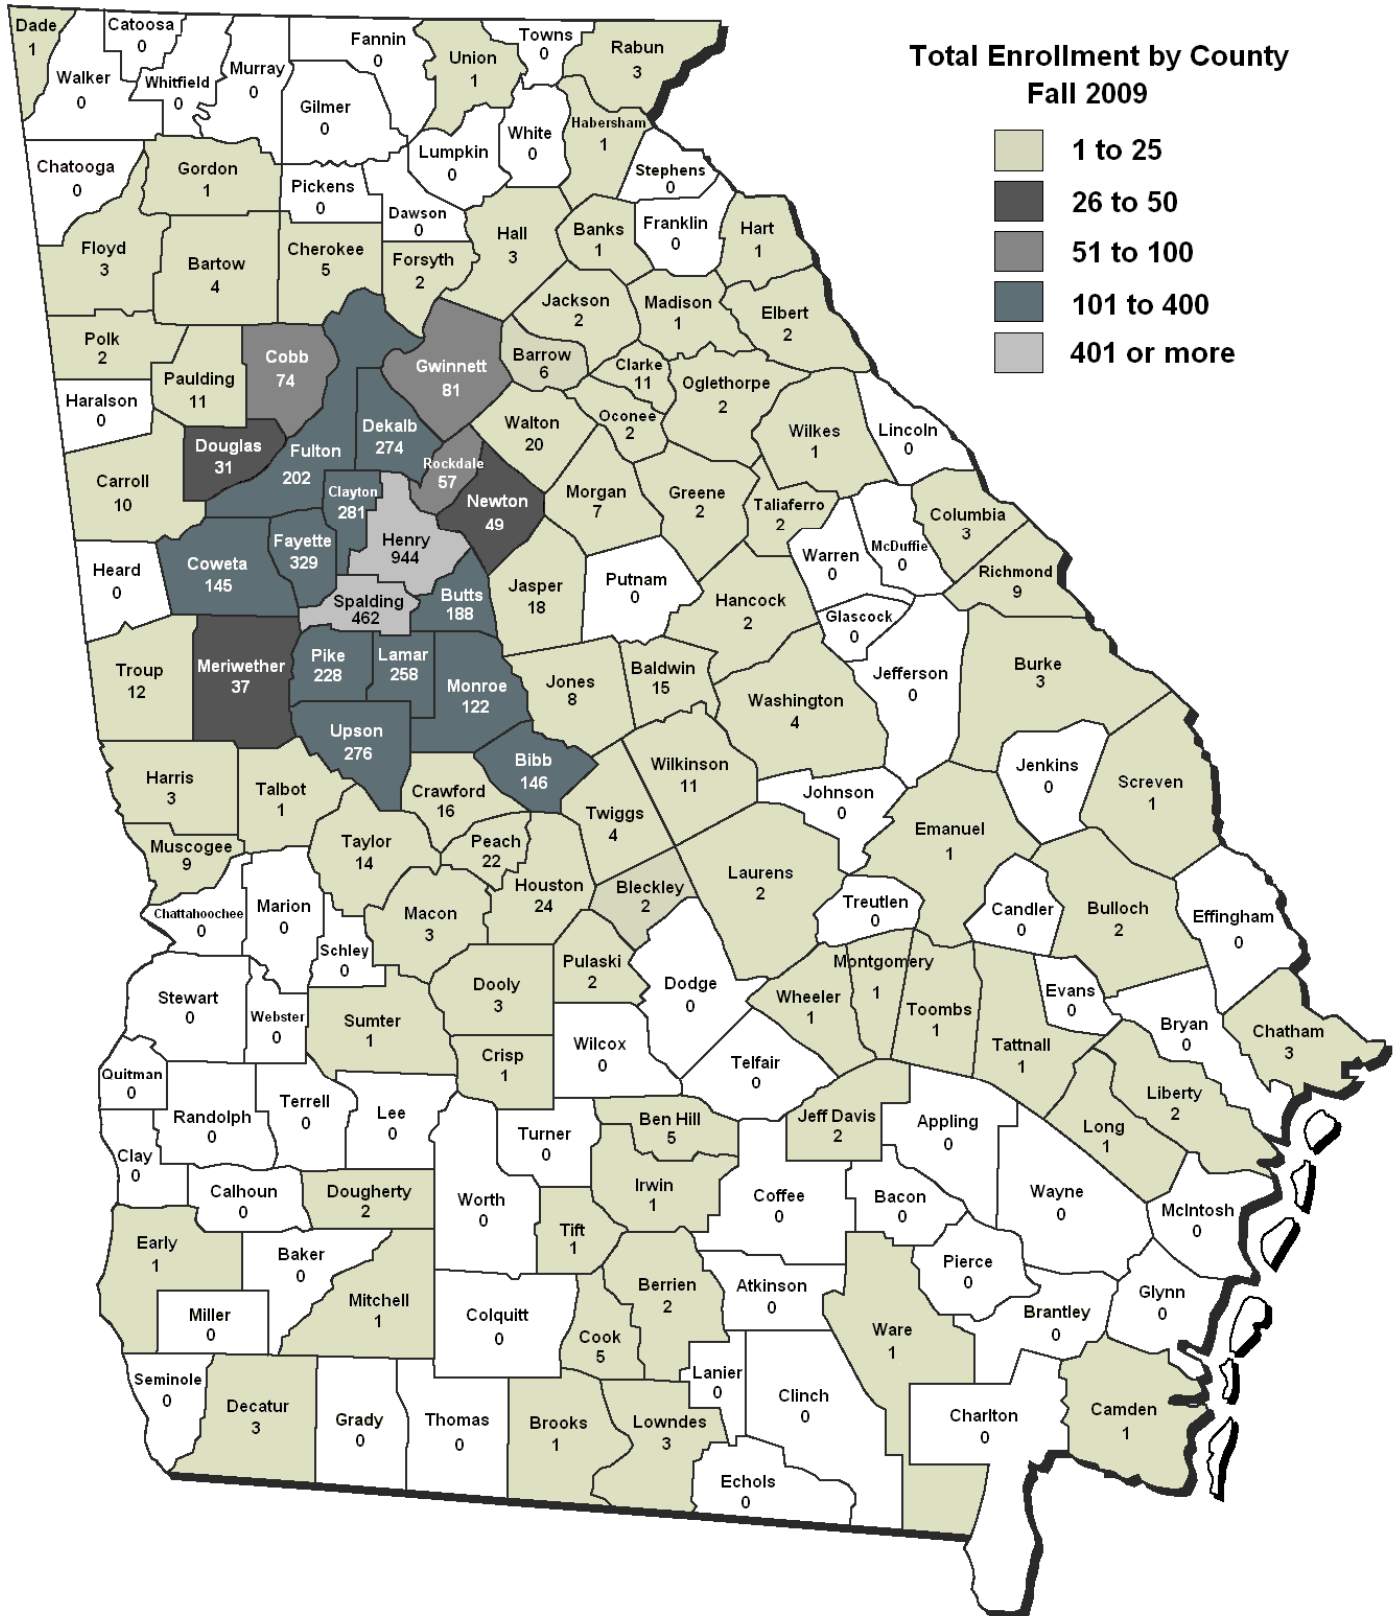 Total Enrollment by County
Fall 2009
1 to 25
26 to 50
51 to 100
101 to 400
401 or more
Dade
1
Walker
0
Catoosa
0
Whitfield
0
Murray
0
Fannin
0
Gilmer
0
Union
1
Towns
0
Rabun
3
Habersham
1
White
0
Lumpkin
0
Stephens
0
Chatooga
0
Gordon
1
Pickens
0
Dawson
0
Hall
3
Banks
1
Franklin
0
Hart
1
Floyd
3
Bartow
4
Cherokee
5
Forsyth
2
Jackson
2
Madison
1
Elbert
2
Polk
2
Paulding
11
Cobb
74
Gwinnett
81
Barrow
6
Clarke
11
Oglethorpe
2
Haralson
0
Douglas
31
Fulton
202
Dekalb
274
Rockdale
57
Walton
20
Oconee
2
Wilkes
1
Lincoln
0
Carroll
10
Clayton
281
Henry
944
Newton
49
Morgan
7
Greene
2
Taliaferro
2
Columbia
3
McDuffie
0
Warren
0
Richmond
9
Heard
0
Coweta
145
Fayette
329
Spalding
462
Butts
188
Jasper
18
Putnam
0
Hancock
2
Glascock
0
Jefferson
0
Burke
3
Troup
12
Meriwether
37
Pike
228
Lamar
258
Monroe
122
Jones
8
Baldwin
15
Washington
4
Upson
276
Bibb
146
Wilkinson
11
Johnson
0
Jenkins
0
Screven
1
Harris
3
Talbot
1
Crawford
16
Twiggs
4
Emanuel
1
Muscogee
9
Taylor
14
Peach
22
Houston
24
Bleckley
2
Laurens
2
Treutlen
0
Candler
0
Bulloch
2
Effingham
0
Chattahoochee
0
Marion
0
Schley
0
Macon
3
Dooly
3
Pulaski
2
Dodge
0
Wheeler
1
Montgomery
1
Toombs
1
Tattnall
1
Evans
0
Bryan
0
Chatham
3
Stewart
0
Webster
0
Sumter
1
Crisp
1
Wilcox
0
Telfair
0
Jeff Davis
2
Appling
0
Long
1
Liberty
2
Quitman
0
Randolph
0
Terrell
0
Lee
0
Turner
0
Ben Hill
5
Irwin
1
Coffee
0
Bacon
0
Wayne
0
McIntosh
0
Clay
0
Calhoun
0
Dougherty
2
Worth
0
Tift
1
Early
1
Baker
0
Mitchell
1
Miller
0
Colquitt
0
Cook
5
Berrien
2
Atkinson
0
Pierce
0
Ware
1
Brantley
0
Glynn
0
Seminole
0
Decatur
3
Grady
0
Thomas
0
Brooks
1
Lowndes
3
Lanier
0
Clinch
0
Echols
0
Charlton
0
Camden
1